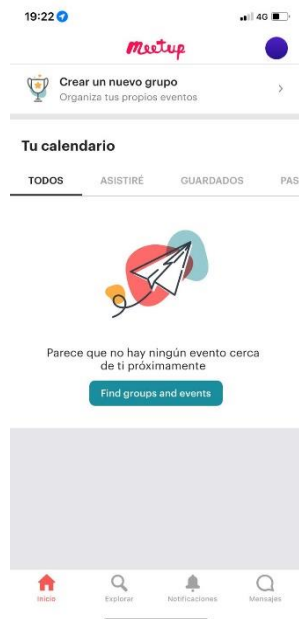 19:22
4G
meetup
Crear un nuevo grupo
Organiza tus propios eventos
Tu calendario
TODOS ASISTIRÉ GUARDADOS PAS
Parece que no hay ningún evento cerca
de ti próximamente
Find groups and events
Inicio Explorar Notificaciones Mensajes